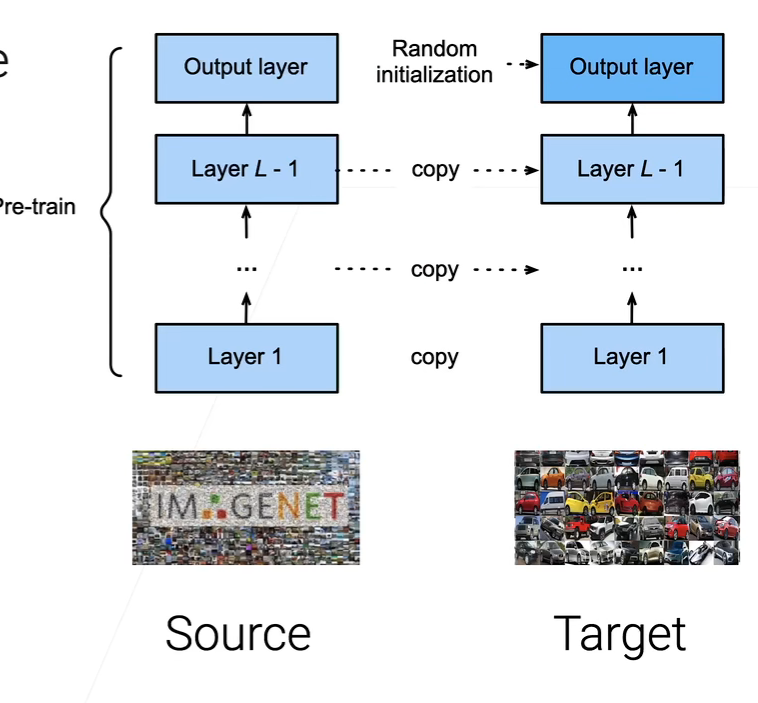 e
Output layer
Random
initialization
Output layer
Layer L - 1
copy
Layer L - 1
Pre-train
...
copy
...
Layer 1
copy
Layer 1
IMAGENET
Source
Target